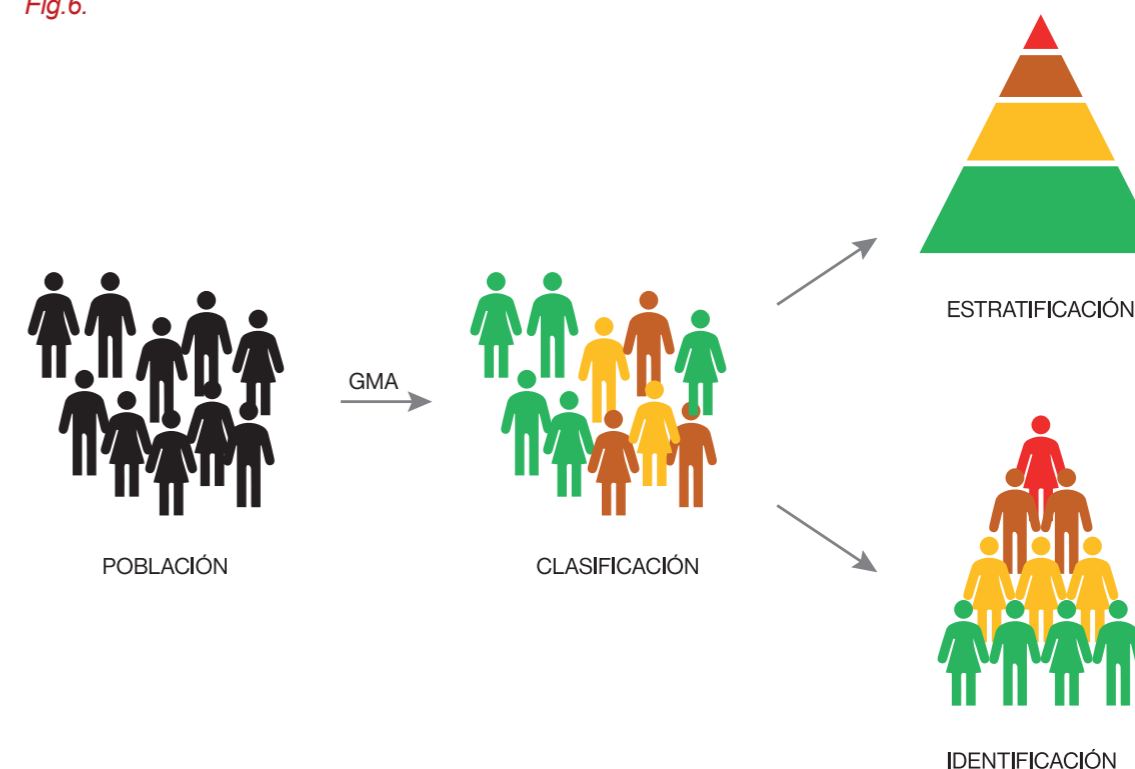 Fig.6.
GMA
POBLACIÓN
CLASIFICACIÓN
ESTRATIFICACIÓN
IDENTIFICACIÓN